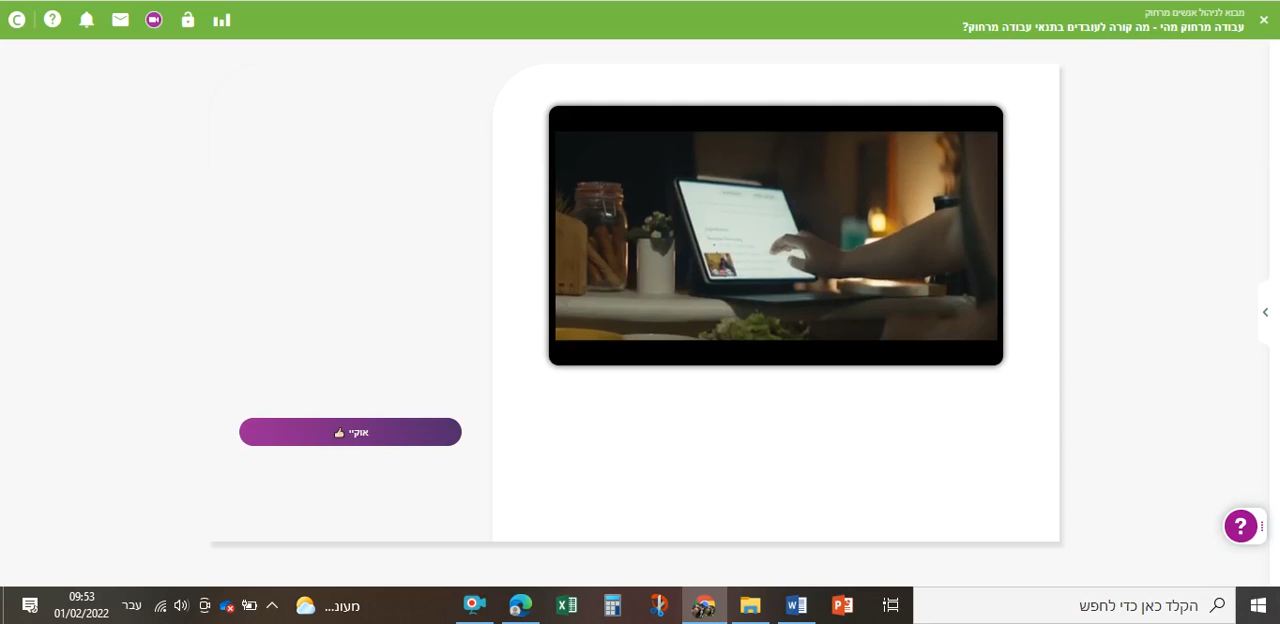 מבוא לניהול אנשים מרחוק
עבודה מרחוק מהי - מה קורה לעובדים בתנאי עבודה מרחוק?
אוקיי
הקלד כאן כדי לחפש
מעונ...
עבר
09:53
01/02/2022